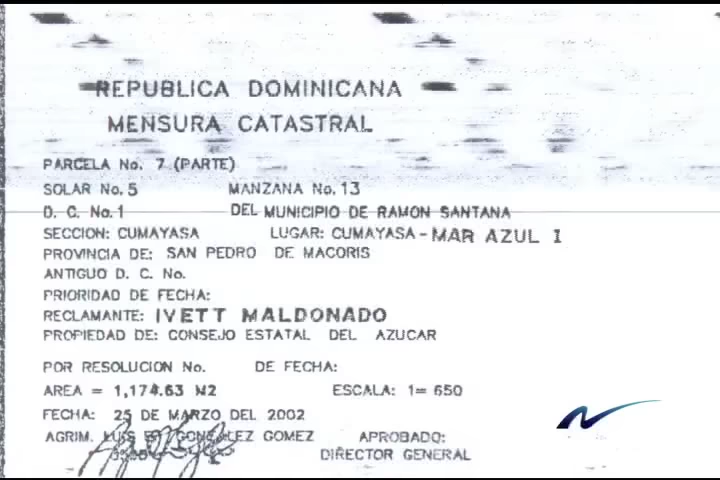 REPUBLICA DOMINICANA
MENSURA CATASTRAL
PARCELA No. 7 (PARTE)
SOLAR No. 5 MANZANA No. 13
D. C. No. 1 DEL MUNICIPIO DE RAMON SANTANA
SECCION: CUMAYASA LUGAR: CUMAYASA - MAR AZUL I
PROVINCIA DE: SAN PEDRO DE MACORIS
ANTIGUO D. C. No.
PRIORIDAD DE FECHA:
RECLAMANTE: IVETT MALDONADO
PROPIEDAD DE: CONSEJO ESTATAL DEL AZUCAR
POR RESOLUCION No. DE FECHA:
AREA = 1,174.63 M2 ESCALA: 1= 650
FECHA: 25 DE MARZO DEL 2002
AGRIM. LUIS GONZALEZ GOMEZ APROBADO:
DIRECTOR GENERAL